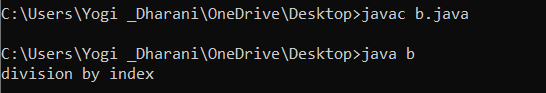 C:\Users\Yogi _Dharani\OneDrive\Desktop>javac b.java
C:\Users\Yogi _Dharani\OneDrive\Desktop>java b
division by index